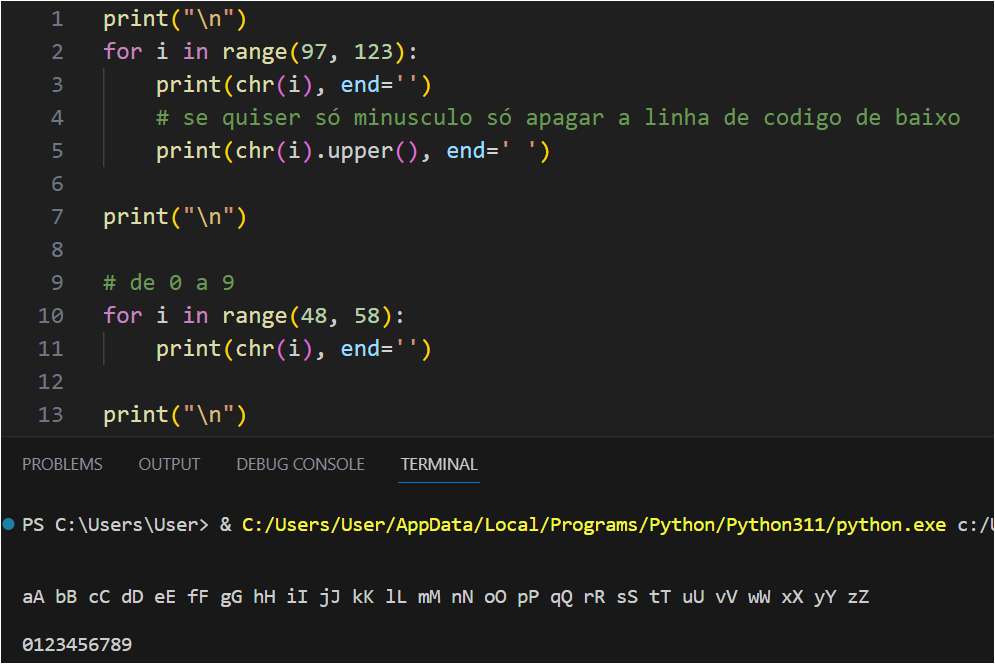 1 print("\n")
2 for i in range(97, 123):
3     print(chr(i), end='')
4     # se quiser só minusculo só apagar a linha de codigo de baixo
5     print(chr(i).upper(), end=' ')
6
7 print("\n")
8
9 # de 0 a 9
10 for i in range(48, 58):
11     print(chr(i), end='')
12
13 print("\n")
PROBLEMS OUTPUT DEBUG CONSOLE TERMINAL
PS C:\Users\User> & C:/Users/User/AppData/Local/Programs/Python/Python311/python.exe c:/U
aA bB cC dD eE fF gG hH iI jJ kK lL mM nN oO pP qQ rR sS tT uU vV wW xX yY zZ
0123456789